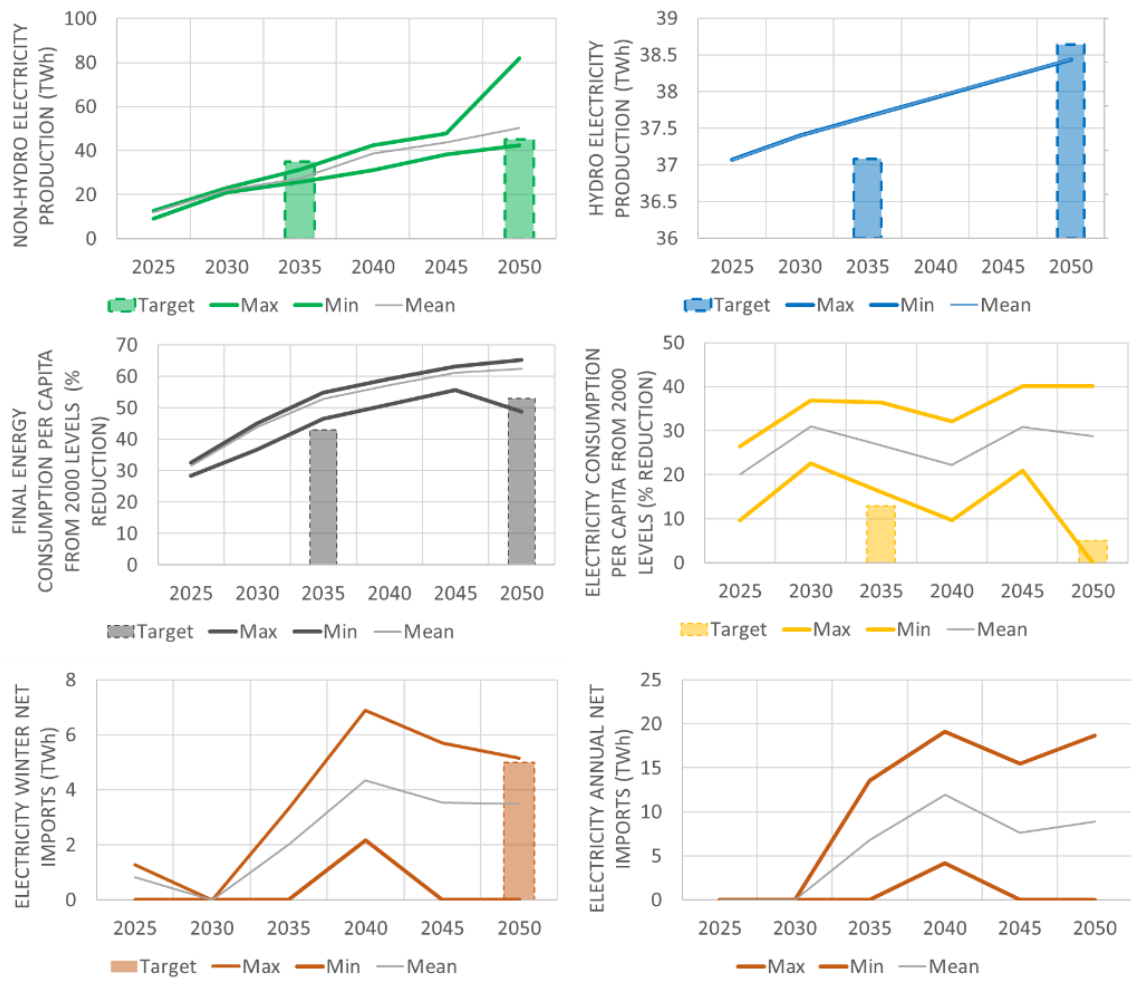 NON-HYDRO ELECTRICITY
PRODUCTION (TWh)
100
80
60
40
20
0
2025 2030 2035 2040 2045 2050
Target Max Min Mean
HYDRO ELECTRICITY
PRODUCTION (TWh)
39
38.5
38
37.5
37
36.5
36
2025 2030 2035 2040 2045 2050
Target Max Min Mean
FINAL ENERGY
CONSUMPTION PER CAPITA
FROM 2000 LEVELS (%
REDUCTION)
70
60
50
40
30
20
10
0
2025 2030 2035 2040 2045 2050
Target Max Min Mean
ELECTRICITY CONSUMPTION
PER CAPITA FROM 2000
LEVELS (% REDUCTION)
50
40
30
20
10
0
2025 2030 2035 2040 2045 2050
Target Max Min Mean
ELECTRICITY WINTER NET
IMPORTS (TWh)
8
6
4
2
0
2025 2030 2035 2040 2045 2050
Target Max Min Mean
ELECTRICITY ANNUAL NET
IMPORTS (TWh)
25
20
15
10
5
0
2025 2030 2035 2040 2045 2050
Max Min Mean